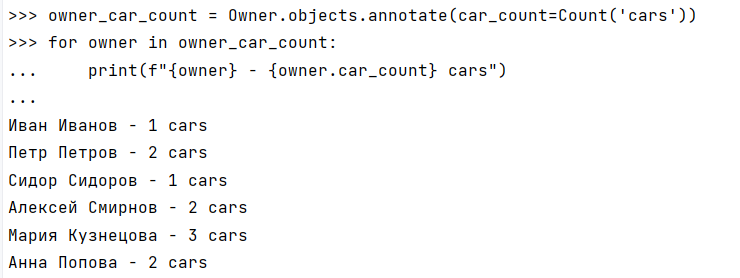 >>> owner_car_count = Owner.objects.annotate(car_count=Count('cars'))
>>> for owner in owner_car_count:
...     print(f"{owner} - {owner.car_count} cars")
...
Иван Иванов - 1 cars
Петр Петров - 2 cars
Сидор Сидоров - 1 cars
Алексей Смирнов - 2 cars
Мария Кузнецова - 3 cars
Анна Попова - 2 cars